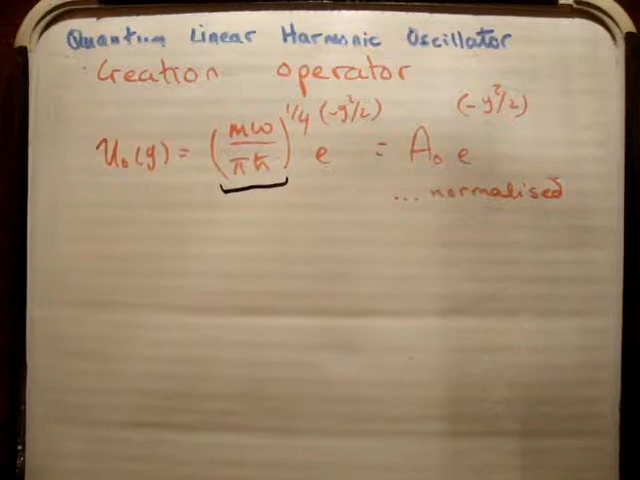 Quantum Linear Harmonic Oscillator
Creation operator
u₀(y) = (mω/πħ)^1/4 e^(-y²/2) = A₀ e^(-y²/2)
... normalised